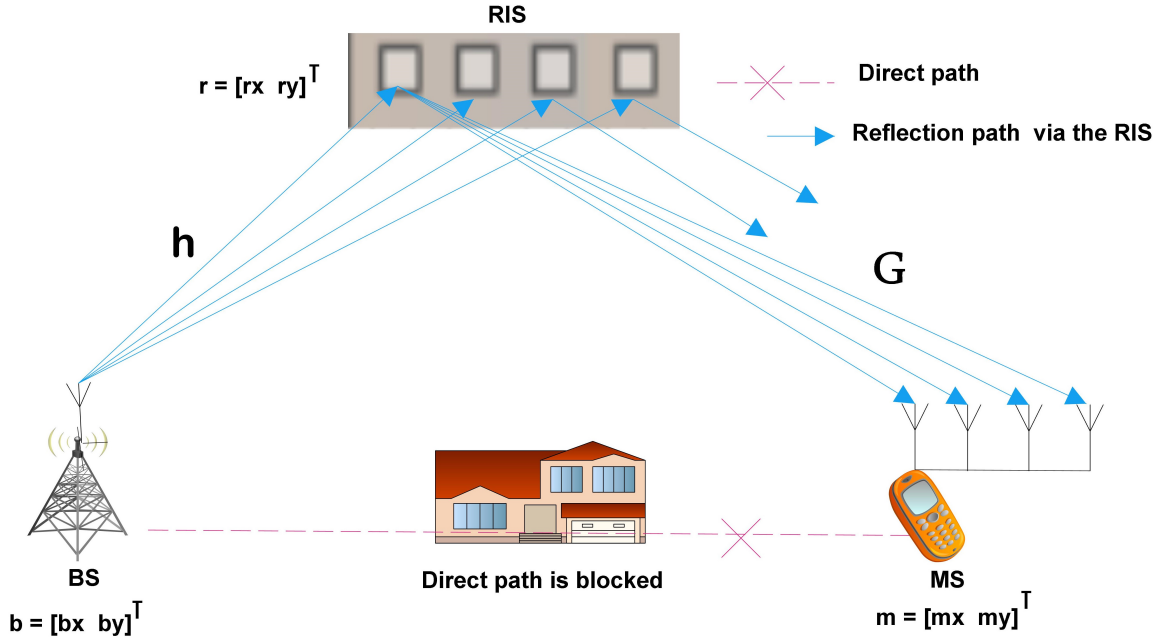 RIS
r = [rx ry]^T
Direct path
Reflection path via the RIS
h
G
BS
Direct path is blocked
MS
b = [bx by]^T
m = [mx my]^T